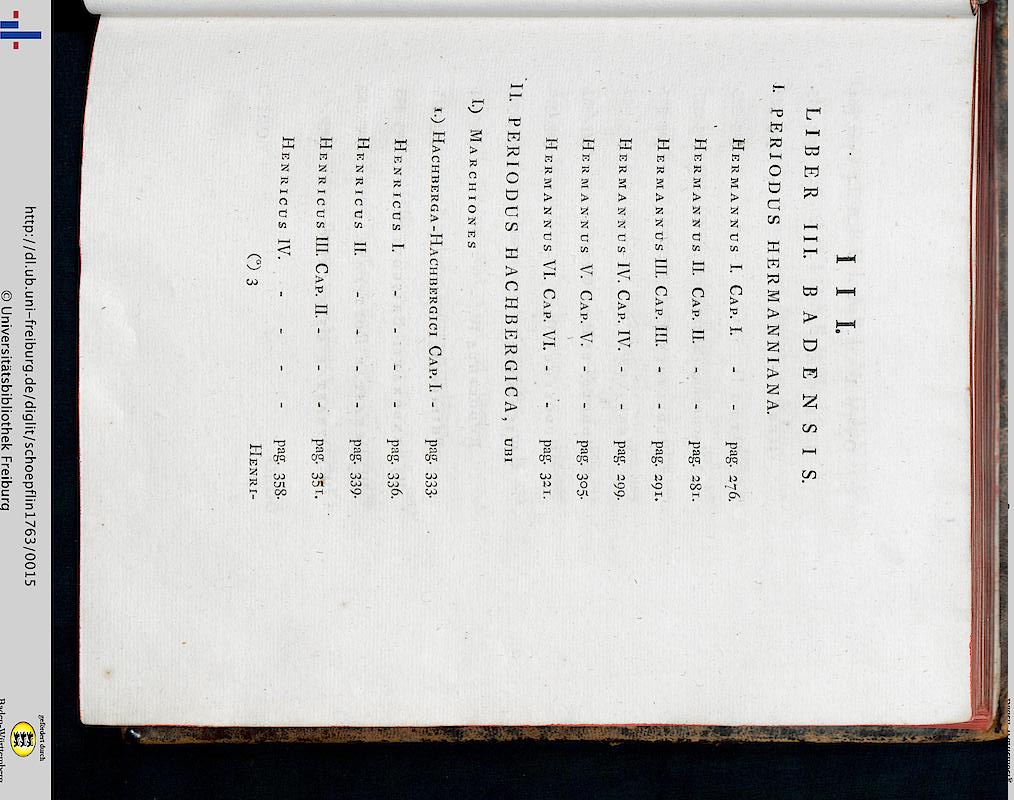 I I I.
LIBER III. BADENSIS.
I. PERIODUS HERMANNIANA.
HERMANNUS I. CAP. I. - - pag. 276.
HERMANNUS II. CAP. II. - - pag. 281.
HERMANNUS III. CAP. III. - - pag. 291.
HERMANNUS IV. CAP. IV. - - pag. 299.
HERMANNUS V. CAP. V. - - pag. 305.
HERMANNUS VI. CAP. VI. - - pag. 321.
II. PERIODUS HACHBERGICA, UBI
I.) MARCHIONES
1.) HACHBERGA-HACHBERGICI CAP. I. - pag. 333.
HENRICUS I. - - - - pag. 336.
HENRICUS II. - - - - pag. 339.
HENRICUS III. CAP. II. - - - pag. 351.
HENRICUS IV. - - - - pag. 358.
(°) 3 HENRI-
http://dl.ub.uni-freiburg.de/diglit/schoepflin1763/0015
© Universitätsbibliothek Freiburg
gefördert durch
Baden-Württemberg